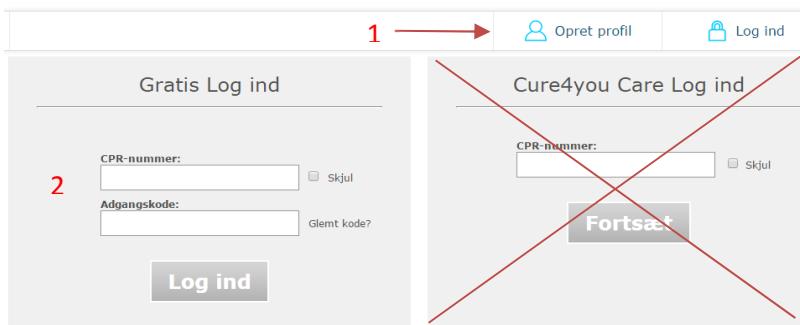 1
Opret profil
Log ind
Gratis Log ind
CPR-nummer:
Skjul
2
Adgangskode:
Glemt kode?
Log ind
Cure4you Care Log ind
CPR-nummer:
Skjul
Fortsæt